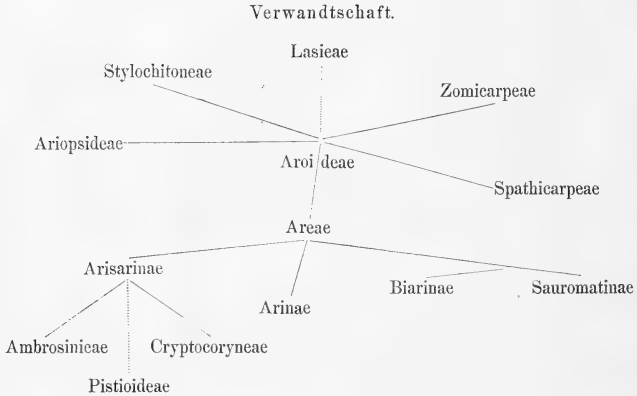 Verwandtschaft.
Lasieae
Stylochitoneae
Zomicarpeae
Ariopsideae
Aroideae
Spathicarpeae
Areae
Arisarinae
Arinae
Biarinae
Sauromatinae
Ambrosinieae
Cryptocoryneae
Pistioideae